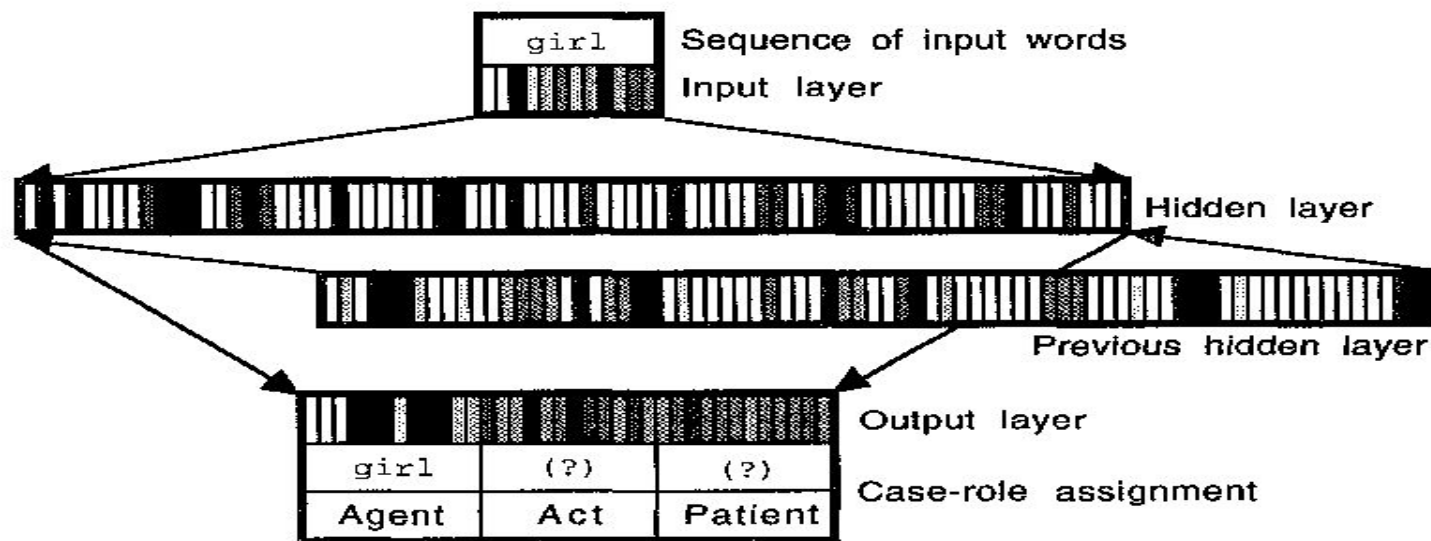 girl Sequence of input words
Input layer
Hidden layer
Previous hidden layer
Output layer
girl (?) (?)
Case-role assignment
Agent Act Patient